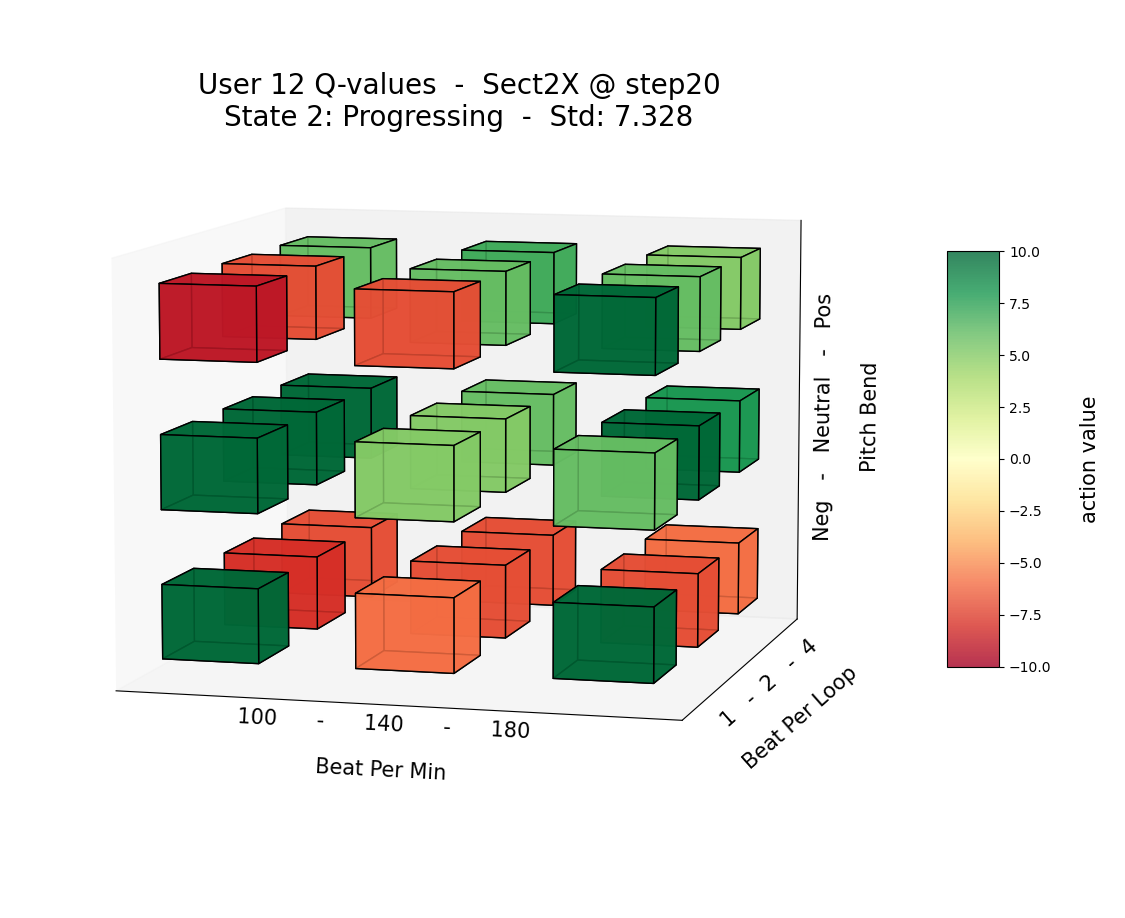 User 12 Q-values  -  Sect2X @ step20
State 2: Progressing  -  Std: 7.328
Neg  -  Neutral  -  Pos
Pitch Bend
1  -  2  -  4
Beat Per Loop
100  -  140  -  180
Beat Per Min
10.0
7.5
5.0
2.5
0.0
−2.5
−5.0
−7.5
−10.0
action value